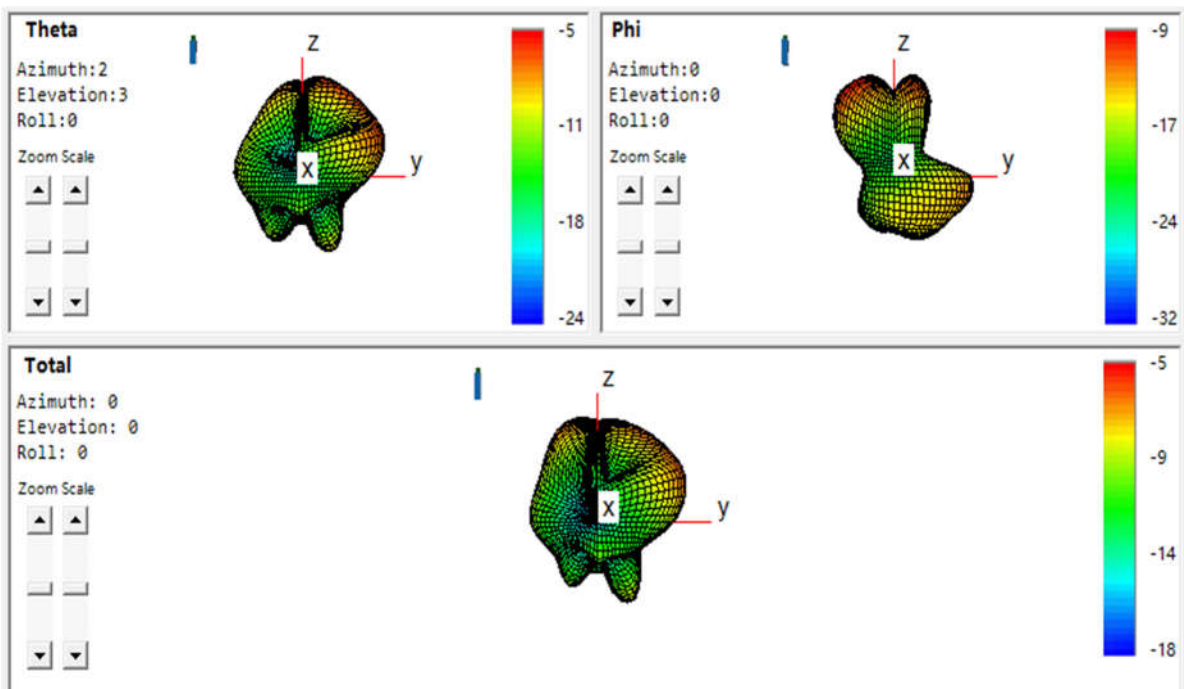 Theta
Azimuth:2
Elevation:3
Roll:0
Zoom Scale
z
y
x
-5
-11
-18
-24
Phi
Azimuth:0
Elevation:0
Roll:0
Zoom Scale
z
y
x
-9
-17
-24
-32
Total
Azimuth: 0
Elevation: 0
Roll: 0
Zoom Scale
z
y
x
-5
-9
-14
-18